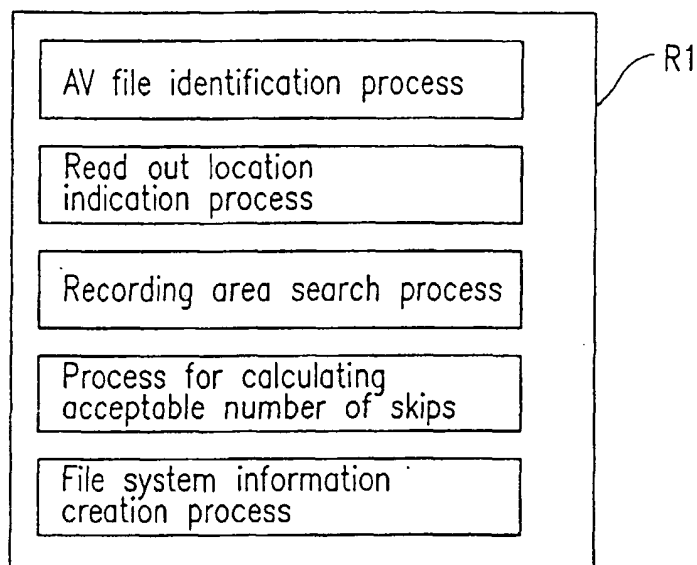 R1
AV file identification process
Read out location
indication process
Recording area search process
Process for calculating
acceptable number of skips
File system information
creation process